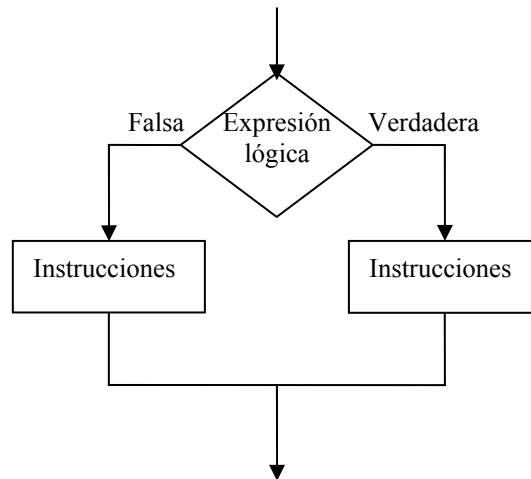 Falsa
Expresión
lógica
Verdadera
Instrucciones
Instrucciones